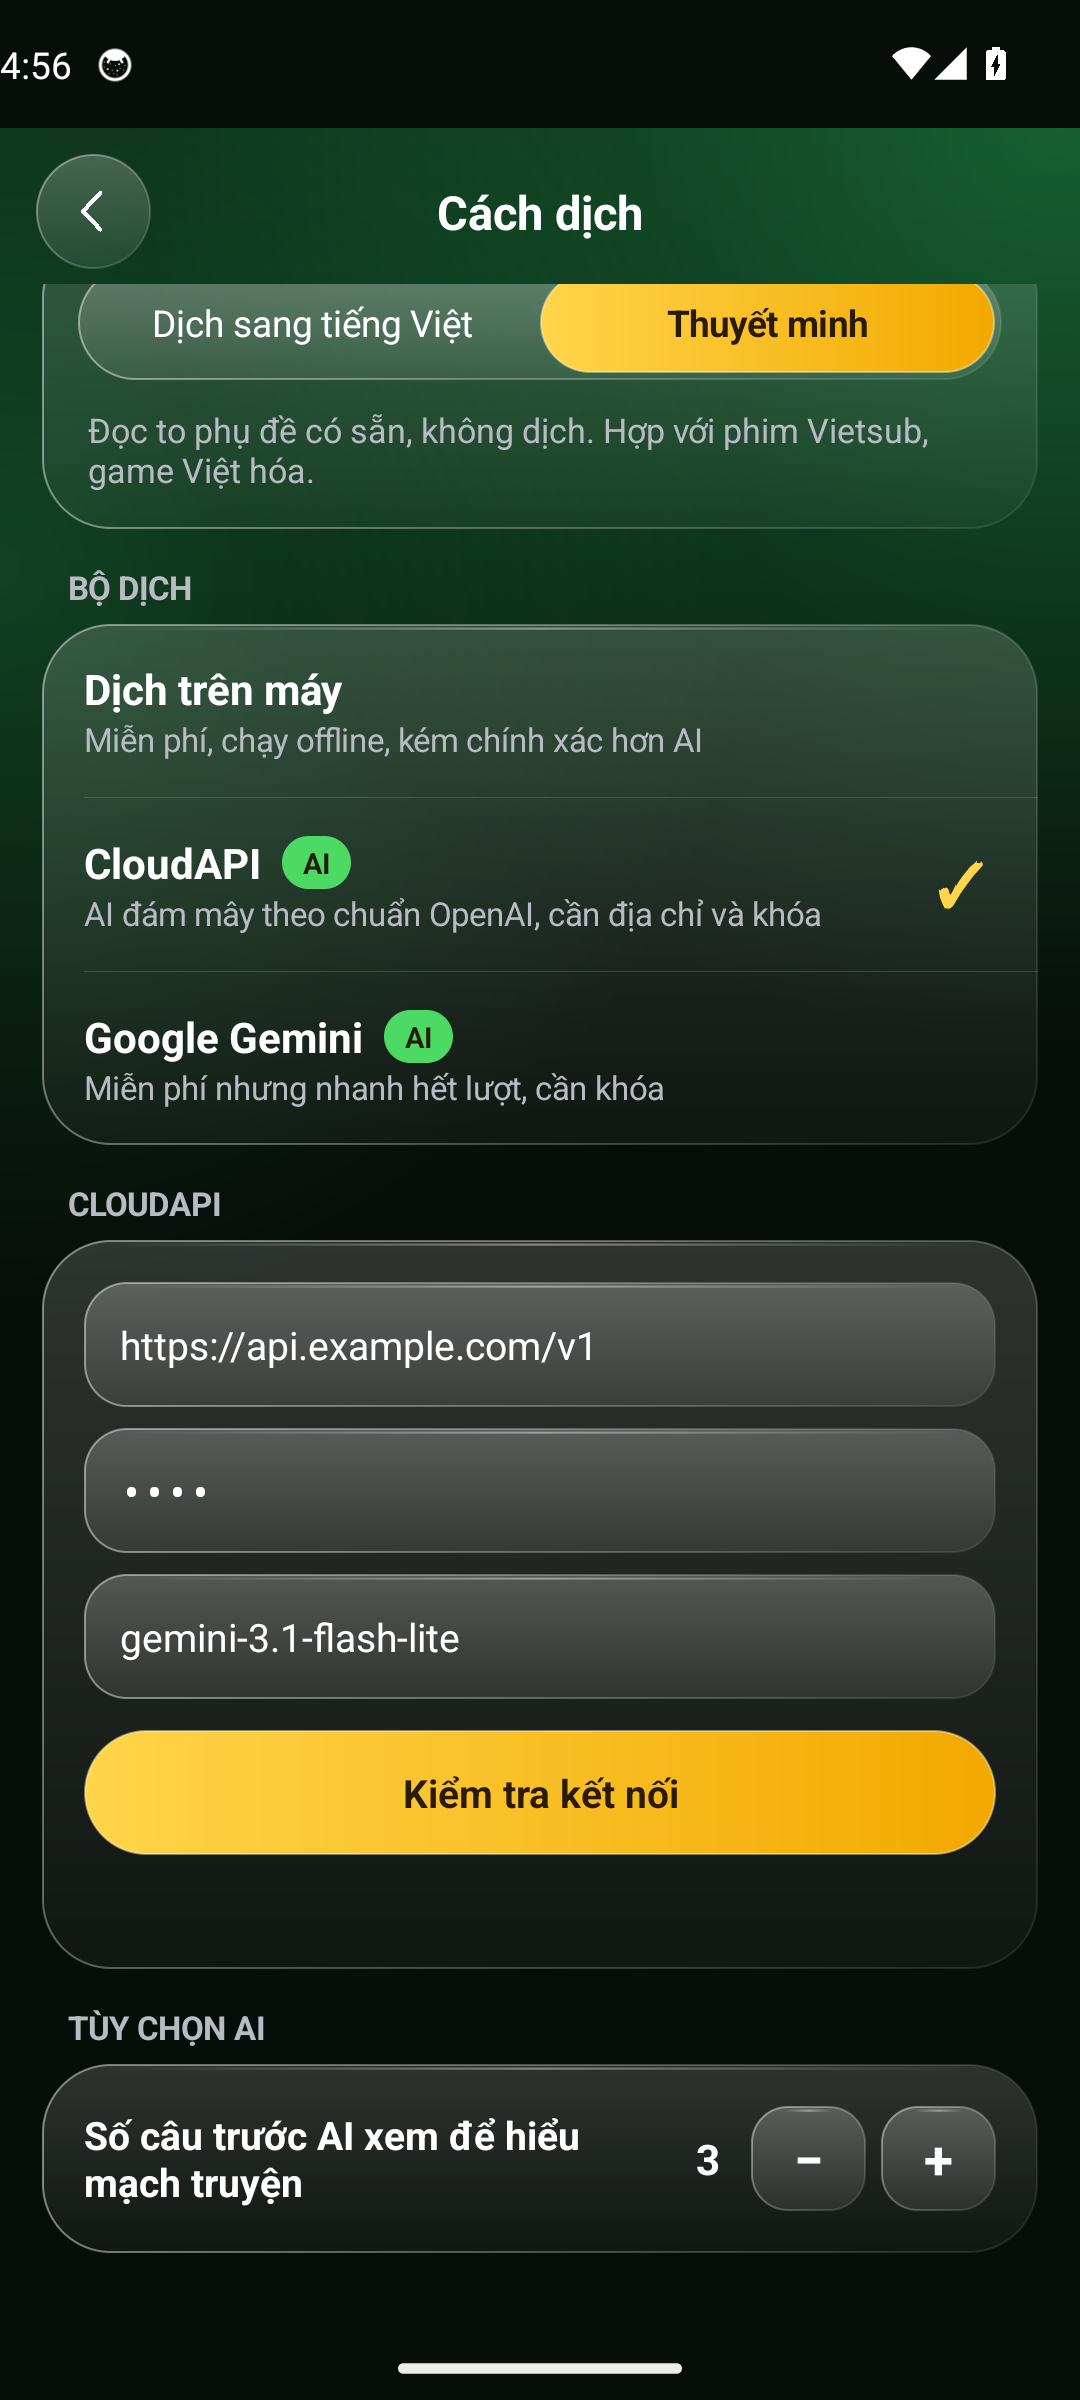 4:56
Cách dịch
Dịch sang tiếng Việt
Thuyết minh
Đọc to phụ đề có sẵn, không dịch. Hợp với phim Vietsub,
game Việt hóa.
BỘ DỊCH
Dịch trên máy
Miễn phí, chạy offline, kém chính xác hơn AI
CloudAPI AI
AI đám mây theo chuẩn OpenAI, cần địa chỉ và khóa
Google Gemini AI
Miễn phí nhưng nhanh hết lượt, cần khóa
CLOUDAPI
https://api.example.com/v1
••••
gemini-3.1-flash-lite
Kiểm tra kết nối
TÙY CHỌN AI
Số câu trước AI xem để hiểu
mạch truyện
3 − +